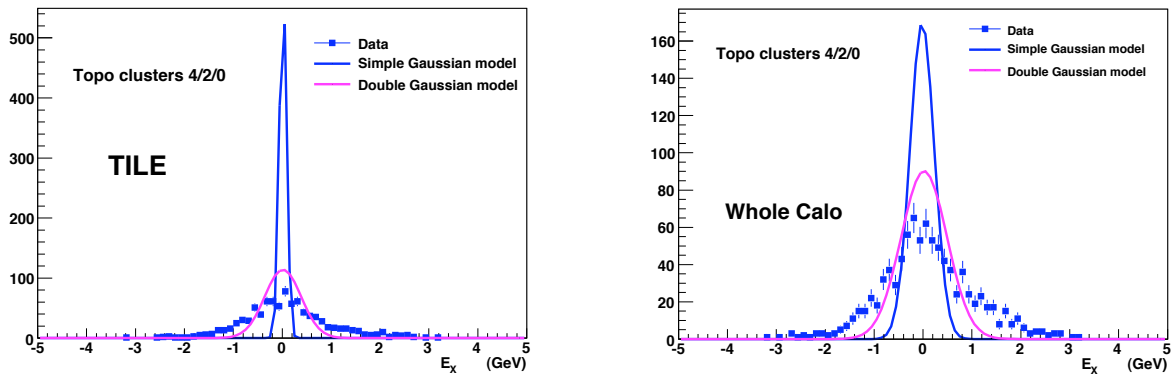 500
400
300
200
100
0
Topo clusters 4/2/0
Data
Simple Gaussian model
Double Gaussian model
TILE
-5 -4 -3 -2 -1 0 1 2 3 4 5
E_X (GeV)
160
140
120
100
80
60
40
20
0
Topo clusters 4/2/0
Data
Simple Gaussian model
Double Gaussian model
Whole Calo
-5 -4 -3 -2 -1 0 1 2 3 4 5
E_X (GeV)